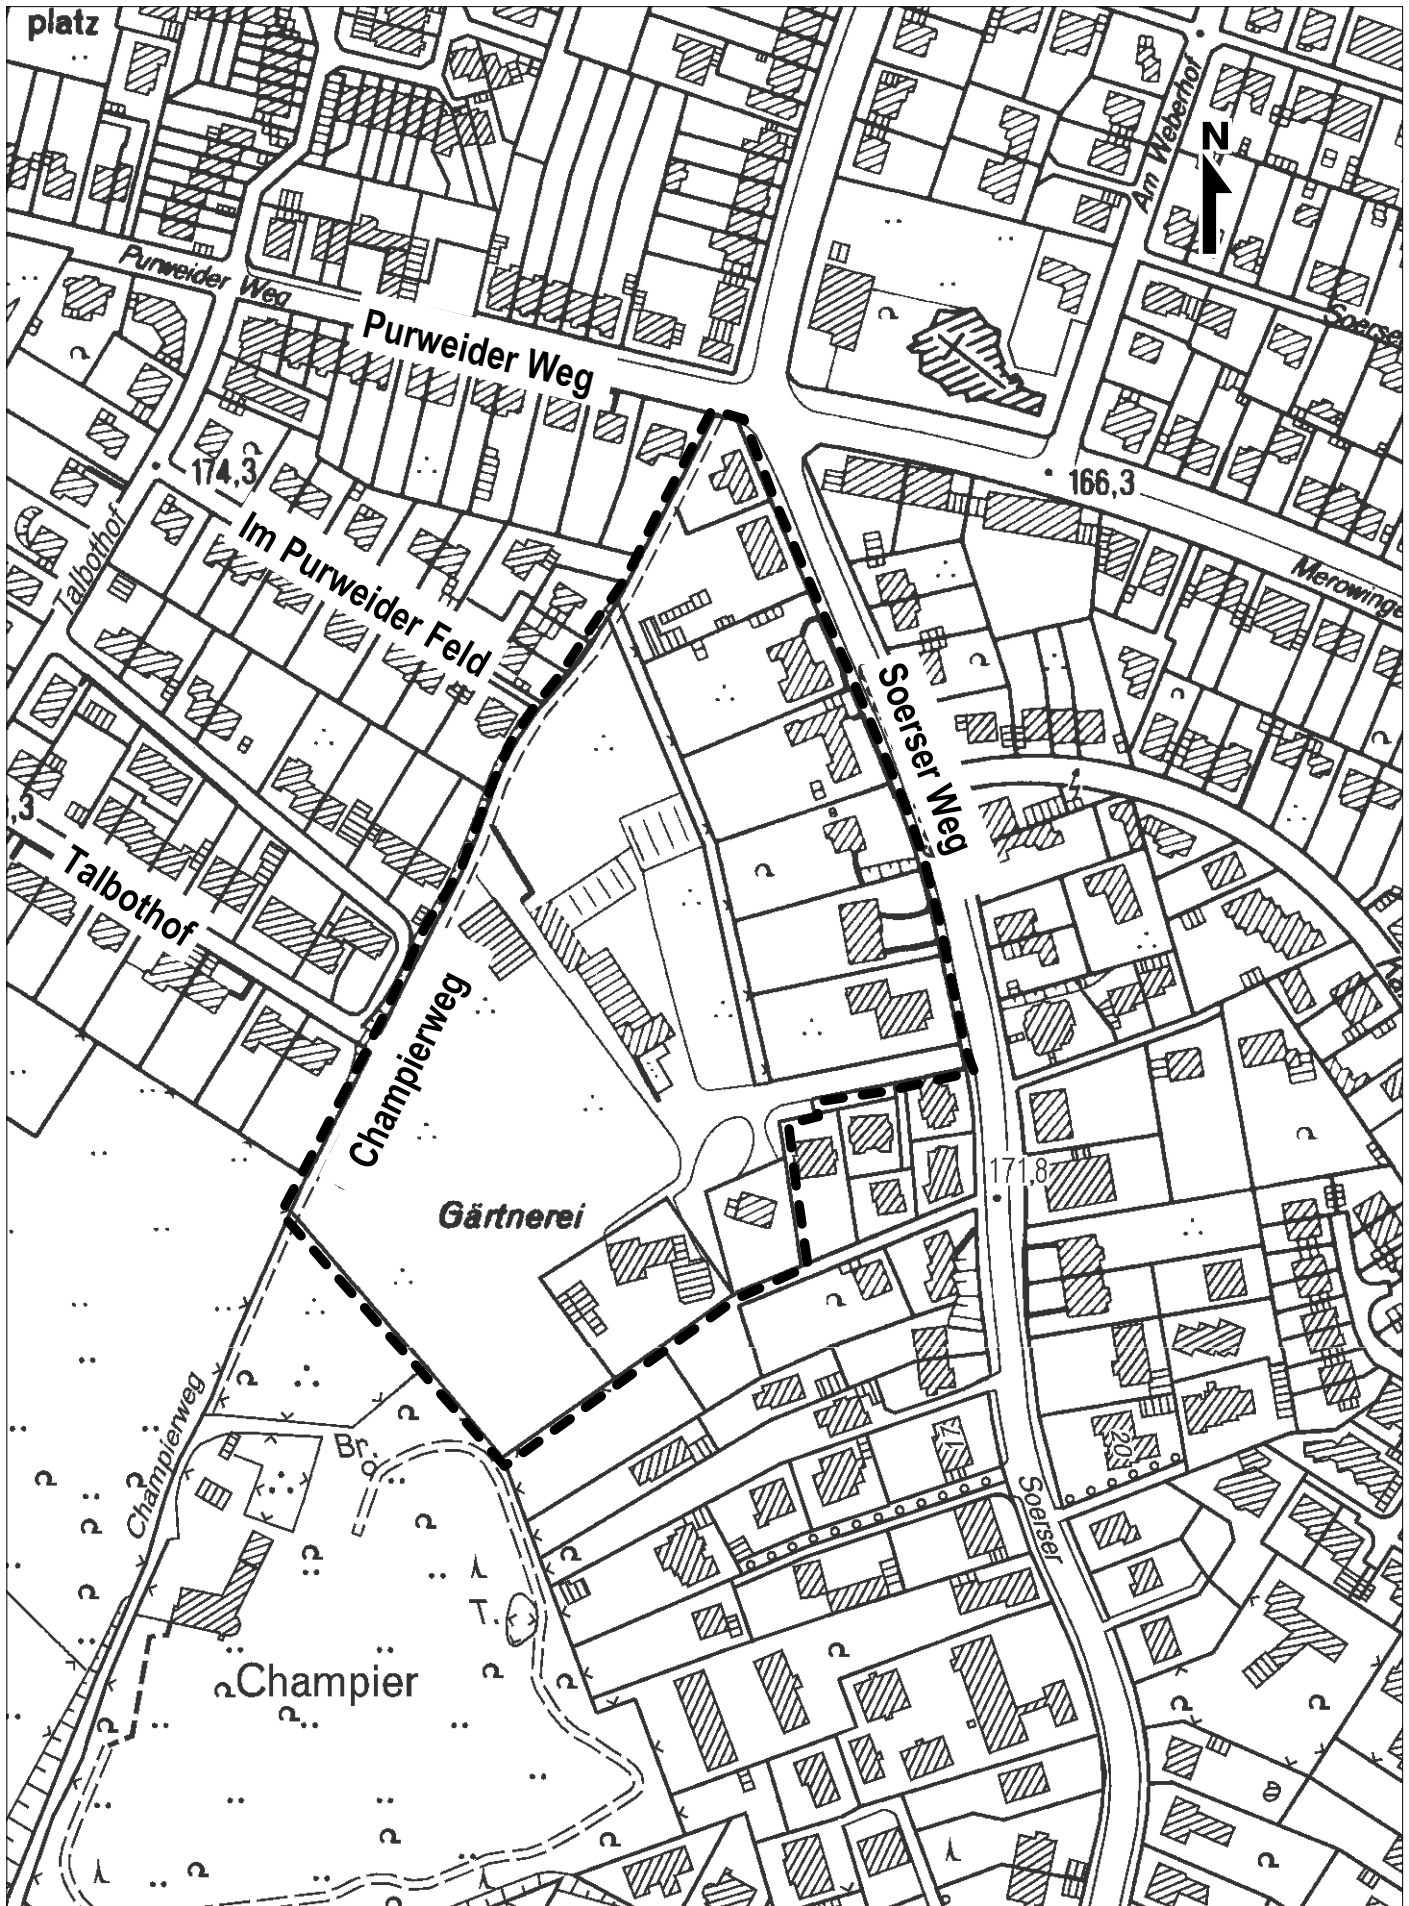 platz
Am Weberhof
N
Purweider Weg
Purweider Weg
Soerser
174,3
166,3
Im Purweider Feld
Talbothof
Merowinge
Soerser Weg
,3
Talbothof
Champierweg
171,8
Gärtnerei
Champierweg
Br.
Soerser
T.
Champier